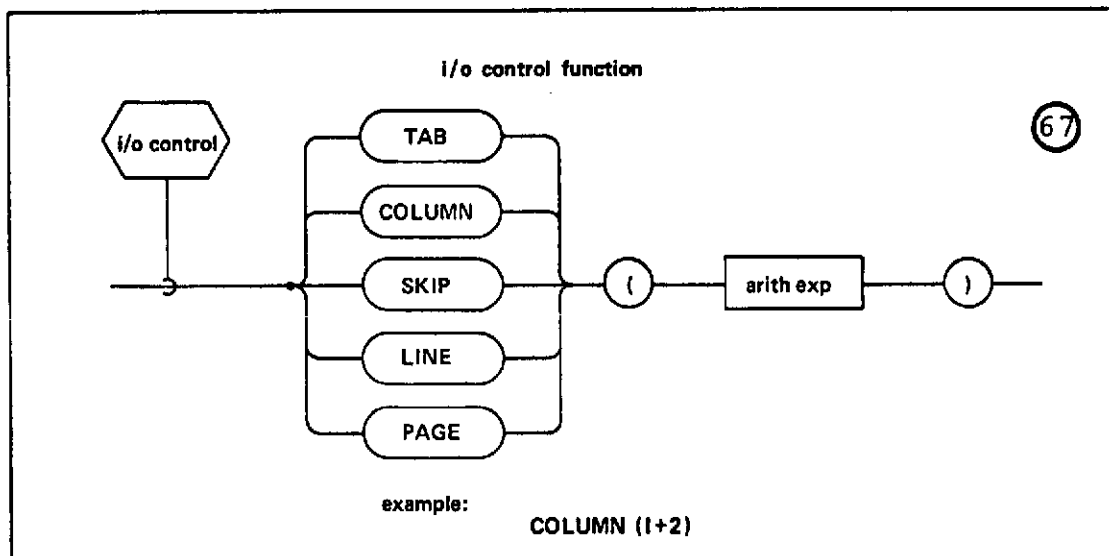 i/o control function
i/o control
67
TAB
COLUMN
SKIP
LINE
PAGE
(
arith exp
)
example:
COLUMN (I+2)